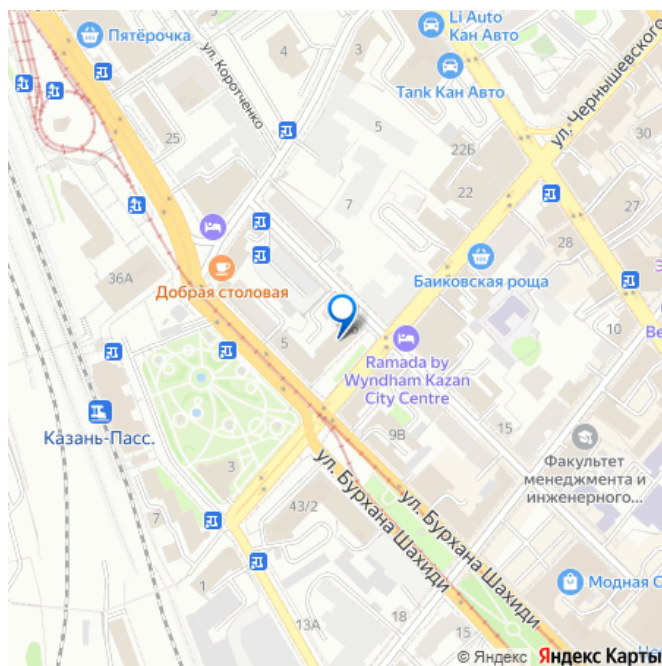 Пятёрочка
Li Auto
Кан Авто
Tank Кан Авто
ул. Коротченко
ул. Чернышевского
4
3
5
25
22Б
30
22
7
27
28
36А
Добрая столовая
Баиковская роща
5
10
Ramada by
Wyndham Kazan
City Centre
Казань-Пасс.
9В
15
Факультет
менеджмента и
инженерного...
3
43/2
7
ул. Бурхана Шахиди
ул. Бурхана Шахиди
1
Модная С
13А
18
15
© Яндекс Яндекс Карты